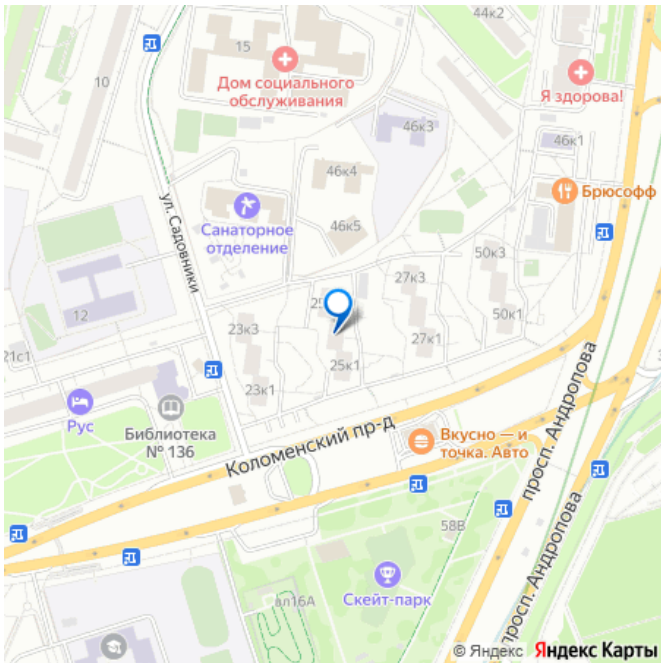 44к2
15
10
Дом социального
обслуживания
Я здорова!
46к3
46к1
46к4
Брюсофф
ул. Садовники
Санаторное
отделение
46к5
50к3
27к3
25
12
23к3
50к1
27к1
21с1
25к1
23к1
просп. Андропова
Рус
Библиотека
№ 136
Коломенский пр-д
Вкусно — и
точка. Авто
просп. Андропова
58В
вл16А
Скейт-парк
просп. Андропова
© Яндекс Яндекс Карты